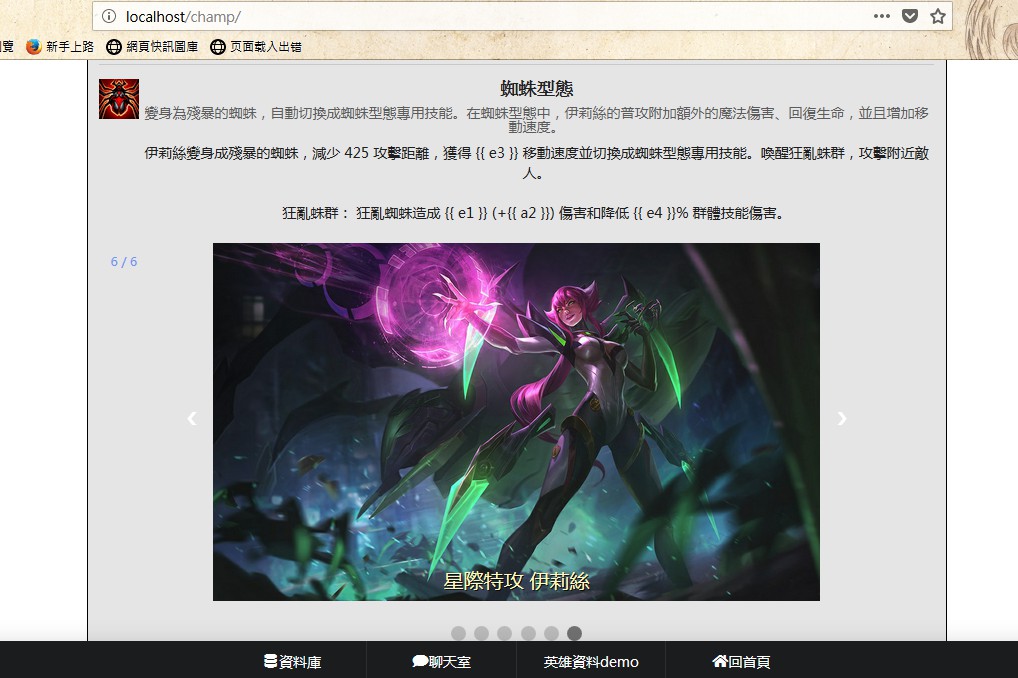 localhost/champ/
覽 新手上路 網頁快訊圖庫 页面载入出错
蜘蛛型態
變身為殘暴的蜘蛛，自動切換成蜘蛛型態專用技能。在蜘蛛型態中，伊莉絲的普攻附加額外的魔法傷害、回復生命，並且增加移
動速度。
伊莉絲變身成殘暴的蜘蛛，減少 425 攻擊距離，獲得 {{ e3 }} 移動速度並切換成蜘蛛型態專用技能。喚醒狂亂蛛群，攻擊附近敵
人。
狂亂蛛群： 狂亂蜘蛛造成 {{ e1 }} (+{{ a2 }}) 傷害和降低 {{ e4 }}% 群體技能傷害。
6 / 6
星際特攻 伊莉絲
資料庫 聊天室 英雄資料demo 回首頁